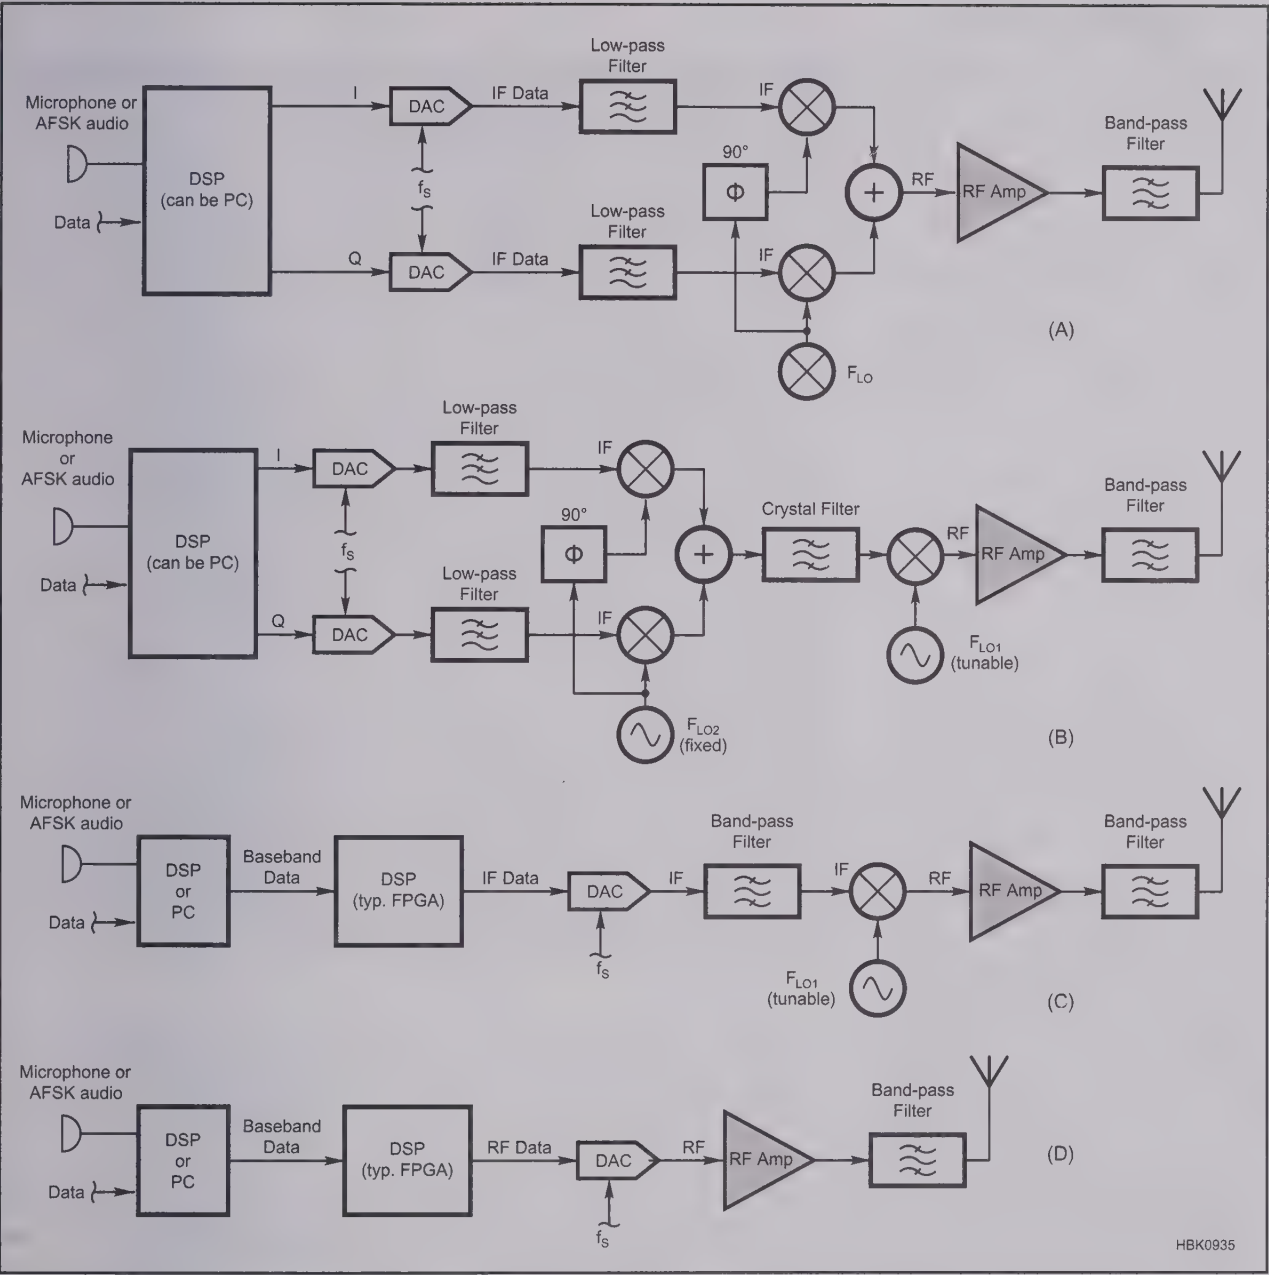 Low-pass
Filter
Microphone or
AFSK audio
DSP
(can be PC)
Data
I
DAC
IF Data
IF
fS
90°
Φ
Low-pass
Filter
Q
DAC
IF Data
IF
+
RF
RF Amp
Band-pass
Filter
FLO
(A)
Microphone
or
AFSK audio
DSP
(can be PC)
Data
I
DAC
Low-pass
Filter
IF
fS
90°
Φ
Q
DAC
Low-pass
Filter
IF
+
Crystal Filter
RF
RF Amp
Band-pass
Filter
FLO1
(tunable)
FLO2
(fixed)
(B)
Microphone or
AFSK audio
DSP
or
PC
Data
Baseband
Data
DSP
(typ. FPGA)
IF Data
DAC
fS
IF
Band-pass
Filter
IF
RF
RF Amp
Band-pass
Filter
FLO1
(tunable)
(C)
Microphone or
AFSK audio
DSP
or
PC
Data
Baseband
Data
DSP
(typ. FPGA)
RF Data
DAC
fS
RF
RF Amp
Band-pass
Filter
(D)
HBK0935